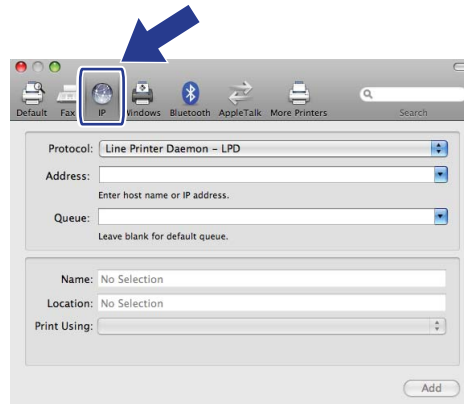 Default Fax IP Windows Bluetooth AppleTalk More Printers Search
Protocol: Line Printer Daemon – LPD
Address:
Enter host name or IP address.
Queue:
Leave blank for default queue.
Name: No Selection
Location: No Selection
Print Using:
Add